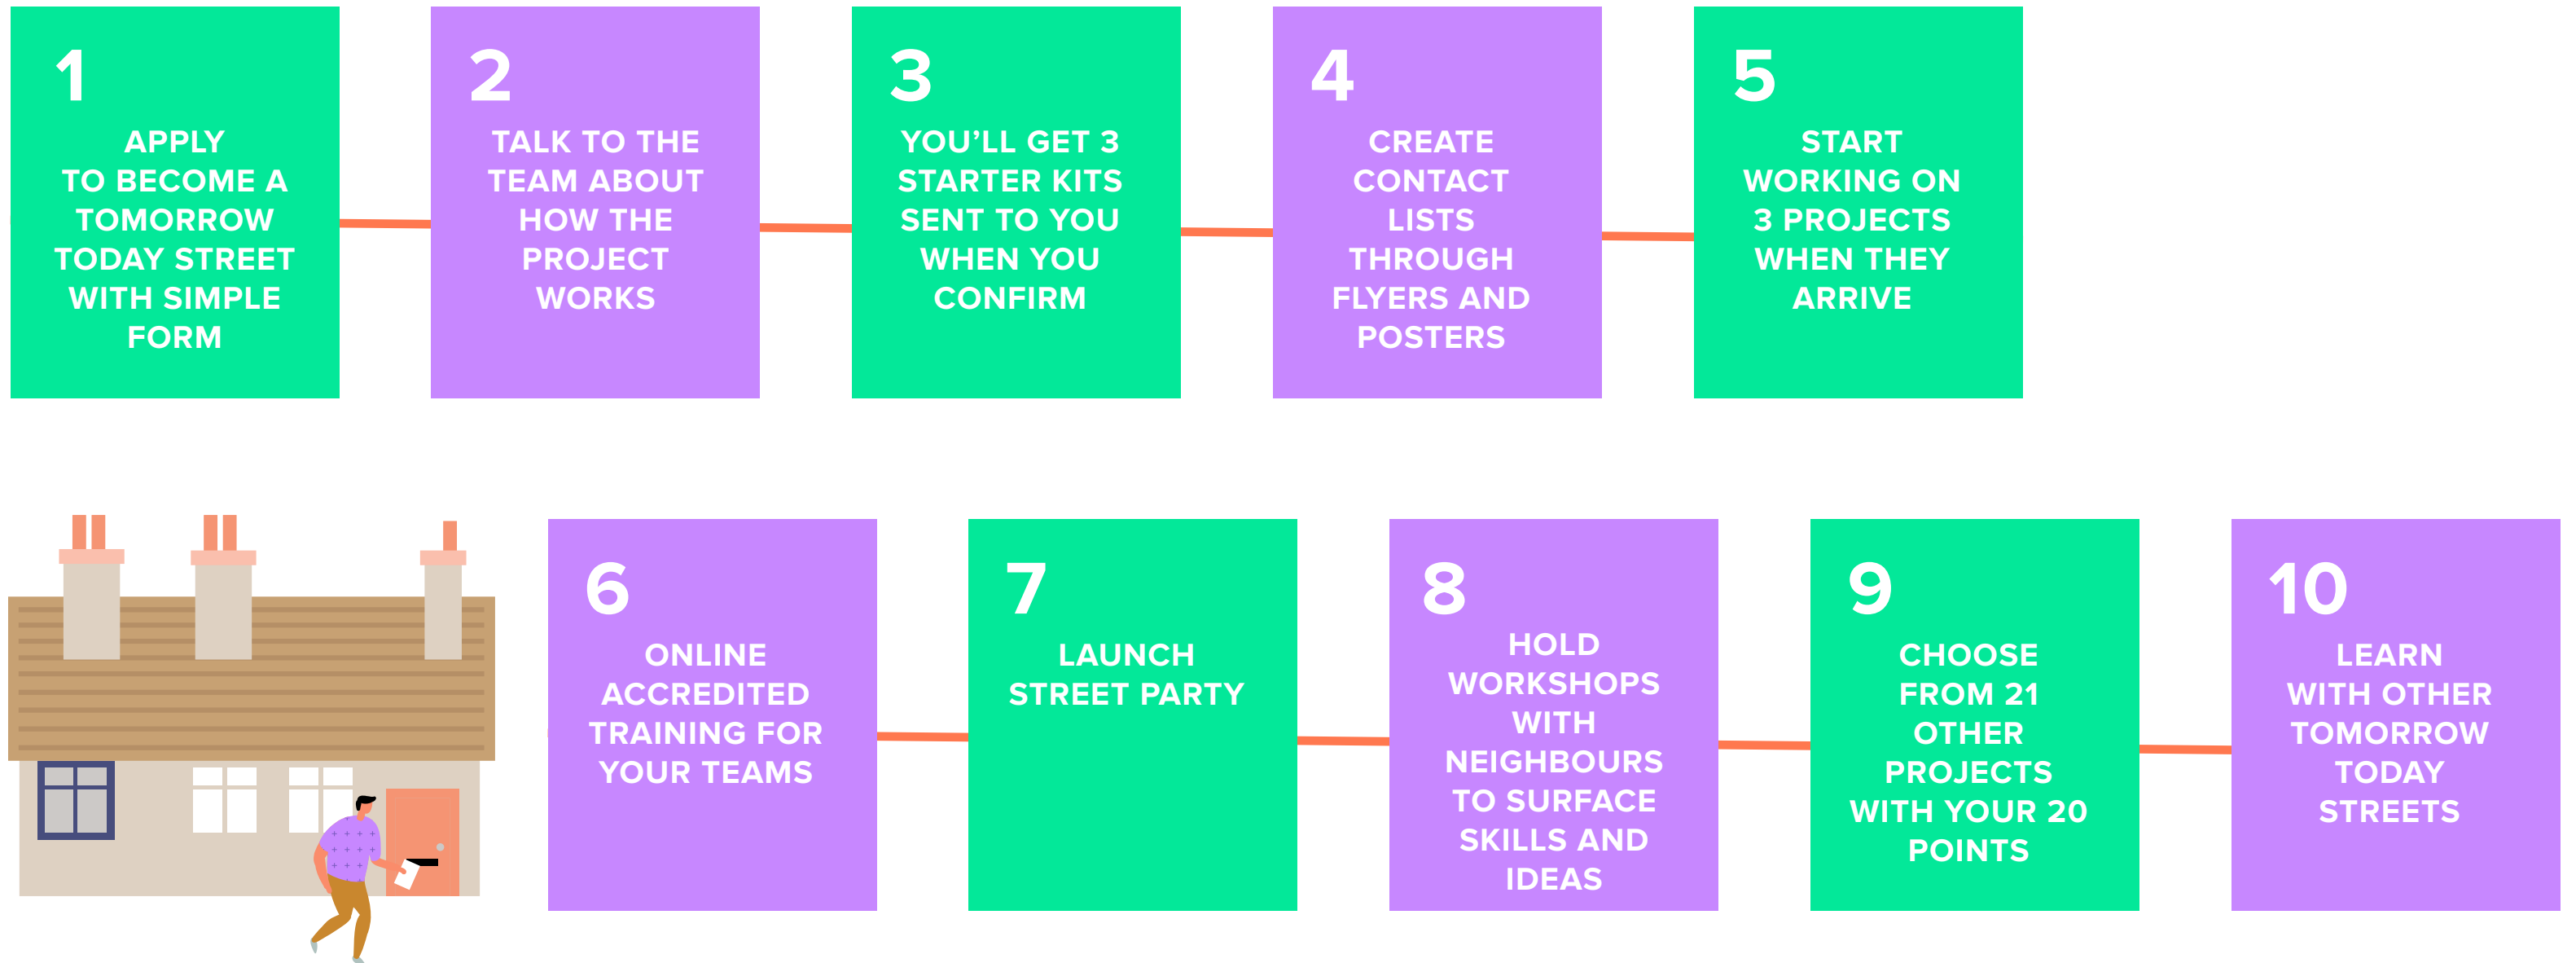 1
APPLY
TO BECOME A
TOMORROW
TODAY STREET
WITH SIMPLE
FORM
2
TALK TO THE
TEAM ABOUT
HOW THE
PROJECT
WORKS
3
YOU’LL GET 3
STARTER KITS
SENT TO YOU
WHEN YOU
CONFIRM
4
CREATE
CONTACT
LISTS
THROUGH
FLYERS AND
POSTERS
5
START
WORKING ON
3 PROJECTS
WHEN THEY
ARRIVE
6
ONLINE
ACCREDITED
TRAINING FOR
YOUR TEAMS
7
LAUNCH
STREET PARTY
8
HOLD
WORKSHOPS
WITH
NEIGHBOURS
TO SURFACE
SKILLS AND
IDEAS
9
CHOOSE
FROM 21
OTHER
PROJECTS
WITH YOUR 20
POINTS
10
LEARN
WITH OTHER
TOMORROW
TODAY
STREETS